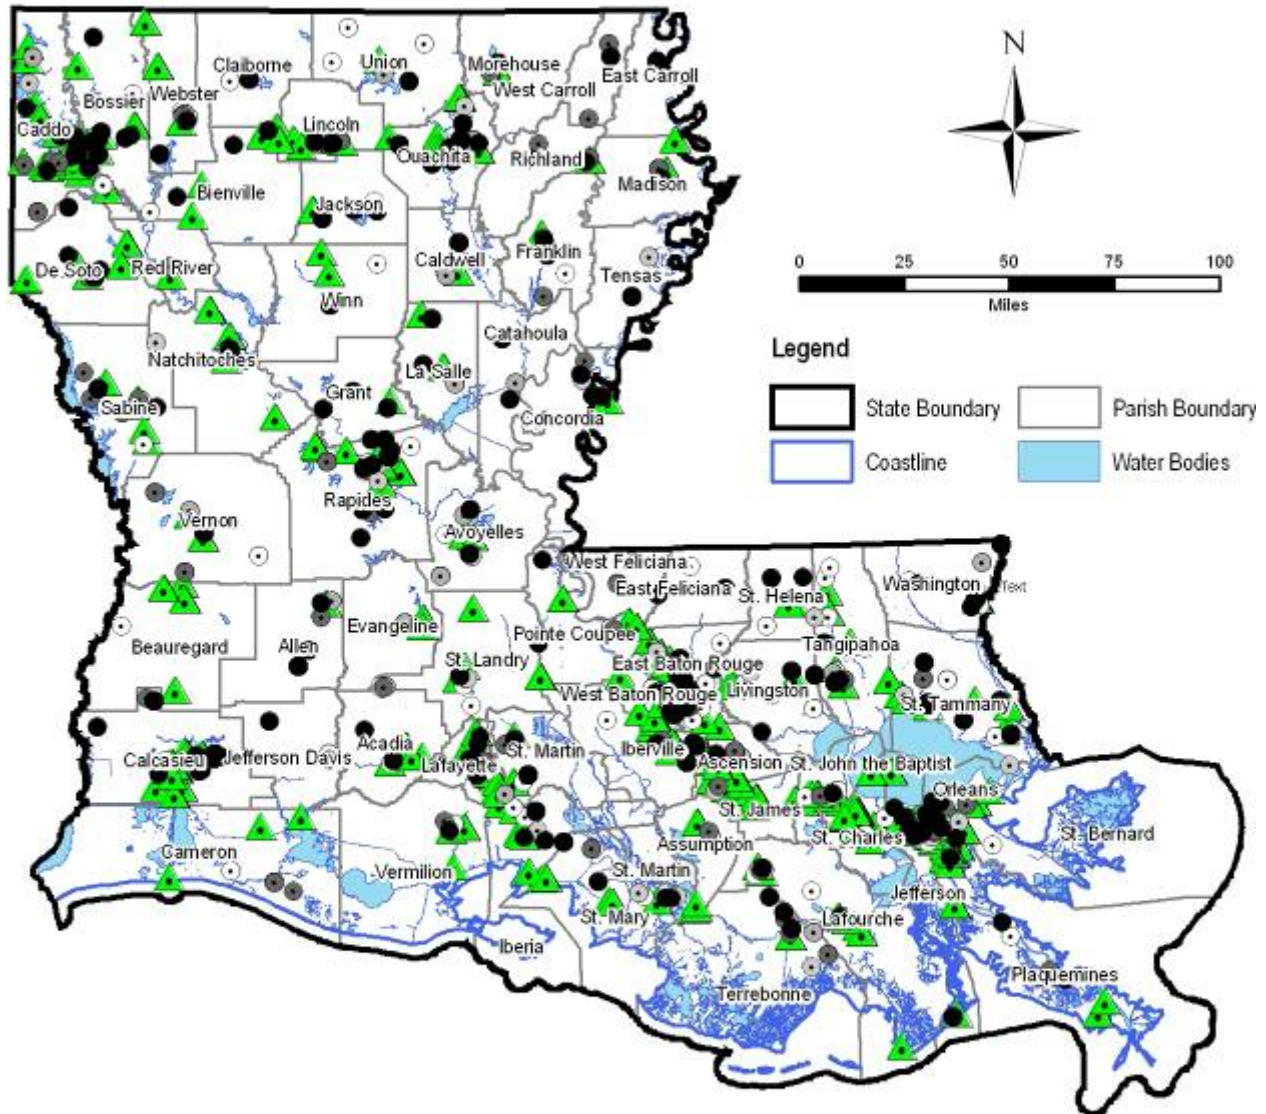 N
0 25 50 75 100
Miles
Legend
State Boundary
Parish Boundary
Coastline
Water Bodies
Claiborne
Union
Morehouse
East Carroll
West Carroll
Webster
Bossier
Caddo
Lincoln
Ouachita
Richland
Madison
Bienville
Jackson
De Soto
Red River
Caldwell
Franklin
Tensas
Winn
Catahoula
Natchitoches
La Salle
Grant
Sabine
Concordia
Rapides
Vernon
Avoyelles
West Feliciana
East Feliciana
St. Helena
Washington
Text
Beauregard
Allen
Evangeline
Pointe Coupee
Tangipahoa
St. Landry
East Baton Rouge
West Baton Rouge
Livingston
St. Tammany
Calcasieu
Jefferson Davis
Acadia
Lafayette
St. Martin
Iberville
Ascension
St. John the Baptist
St. James
Orleans
St. Charles
St. Bernard
Cameron
Vermilion
Assumption
St. Martin
St. Mary
Jefferson
Lafourche
Iberia
Terrebonne
Plaquemines